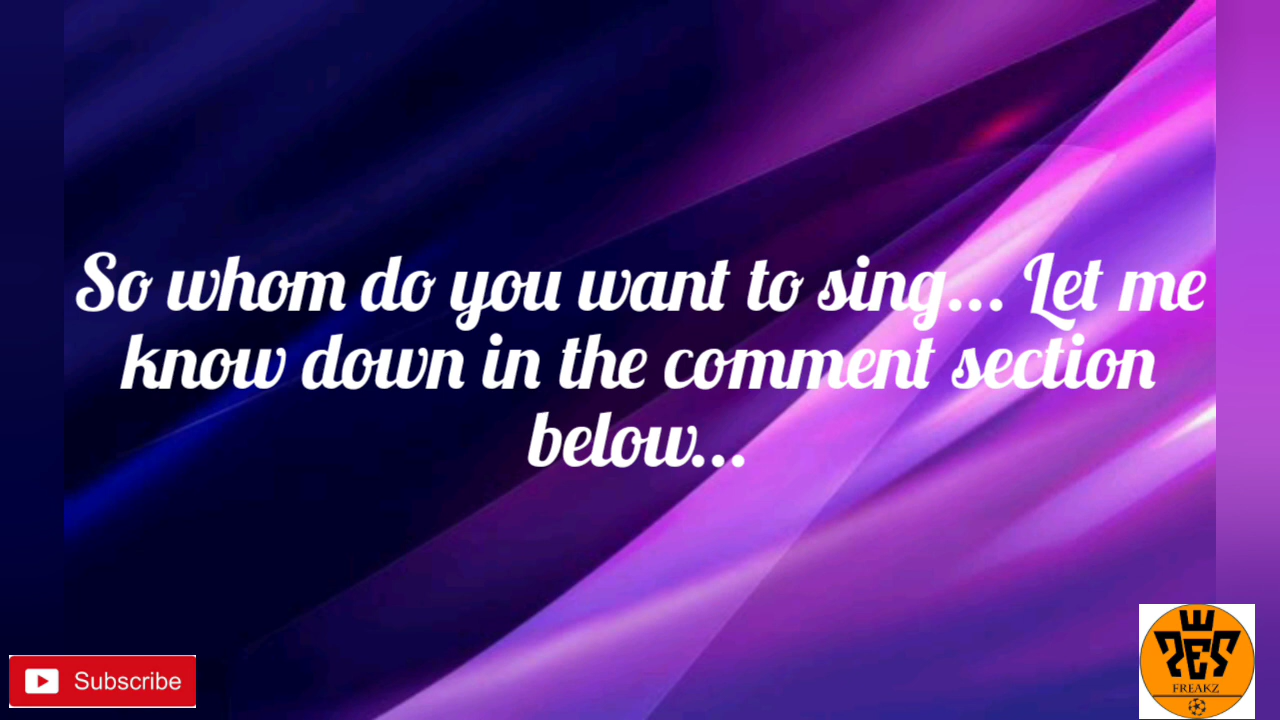 So whom do you want to sing... Let me
know down in the comment section
below...
Subscribe
PES
FREAKZ